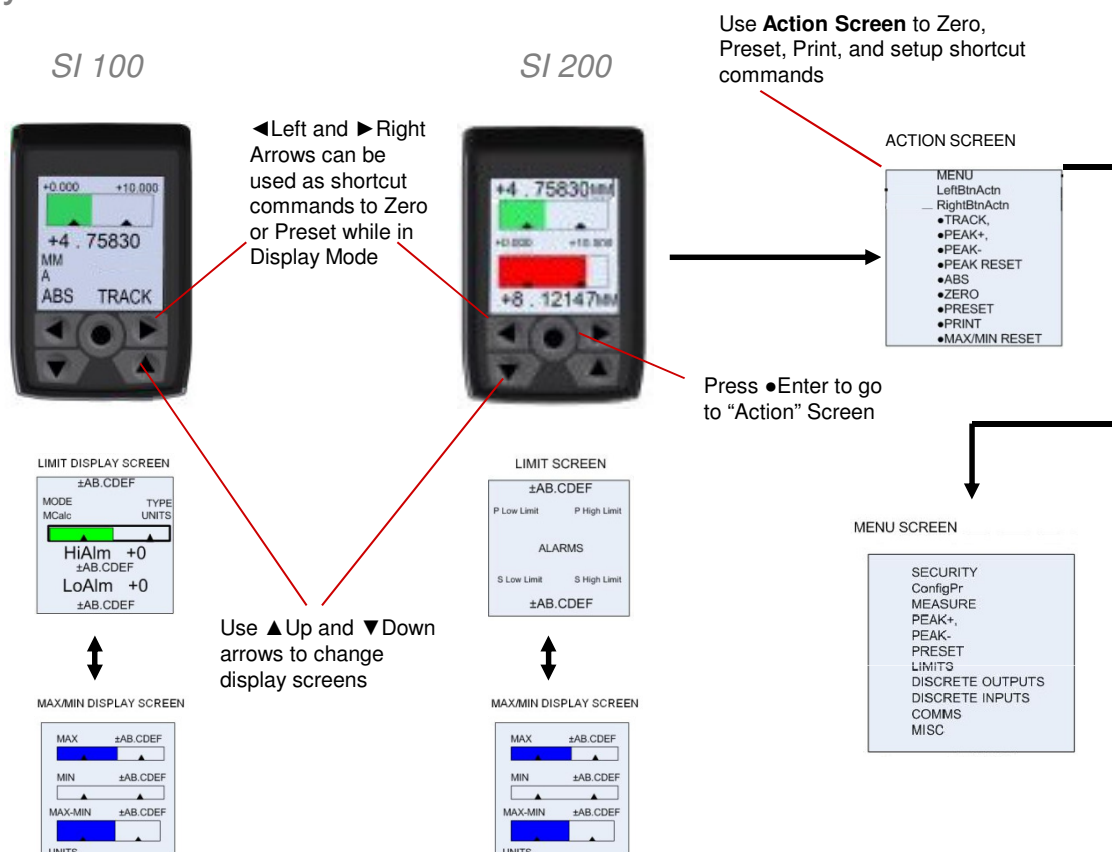 SI 100
SI 200
Use Action Screen to Zero,
Preset, Print, and setup shortcut
commands
◄Left and ►Right
Arrows can be
used as shortcut
commands to Zero
or Preset while in
Display Mode
+0.000 +10.000
+4 . 75830
MM
A
ABS TRACK
+4 . 75830MM
+0.000 +10.000
+8 . 12147MM
ACTION SCREEN
MENU
LeftBtnActn
RightBtnActn
●TRACK,
●PEAK+,
●PEAK-
●PEAK RESET
●ABS
●ZERO
●PRESET
●PRINT
●MAX/MIN RESET
Press ●Enter to go
to “Action” Screen
LIMIT DISPLAY SCREEN
±AB.CDEF
MODE TYPE
MCalc UNITS
HiAlm +0
±AB.CDEF
LoAlm +0
±AB.CDEF
LIMIT SCREEN
±AB.CDEF
P Low Limit P High Limit
ALARMS
S Low Limit S High Limit
±AB.CDEF
Use ▲Up and ▼Down
arrows to change
display screens
MENU SCREEN
SECURITY
ConfigPr
MEASURE
PEAK+,
PEAK-
PRESET
LIMITS
DISCRETE OUTPUTS
DISCRETE INPUTS
COMMS
MISC
MAX/MIN DISPLAY SCREEN
MAX ±AB.CDEF
MIN ±AB.CDEF
MAX-MIN ±AB.CDEF
UNITS
MAX/MIN DISPLAY SCREEN
MAX ±AB.CDEF
MIN ±AB.CDEF
MAX-MIN ±AB.CDEF
UNITS